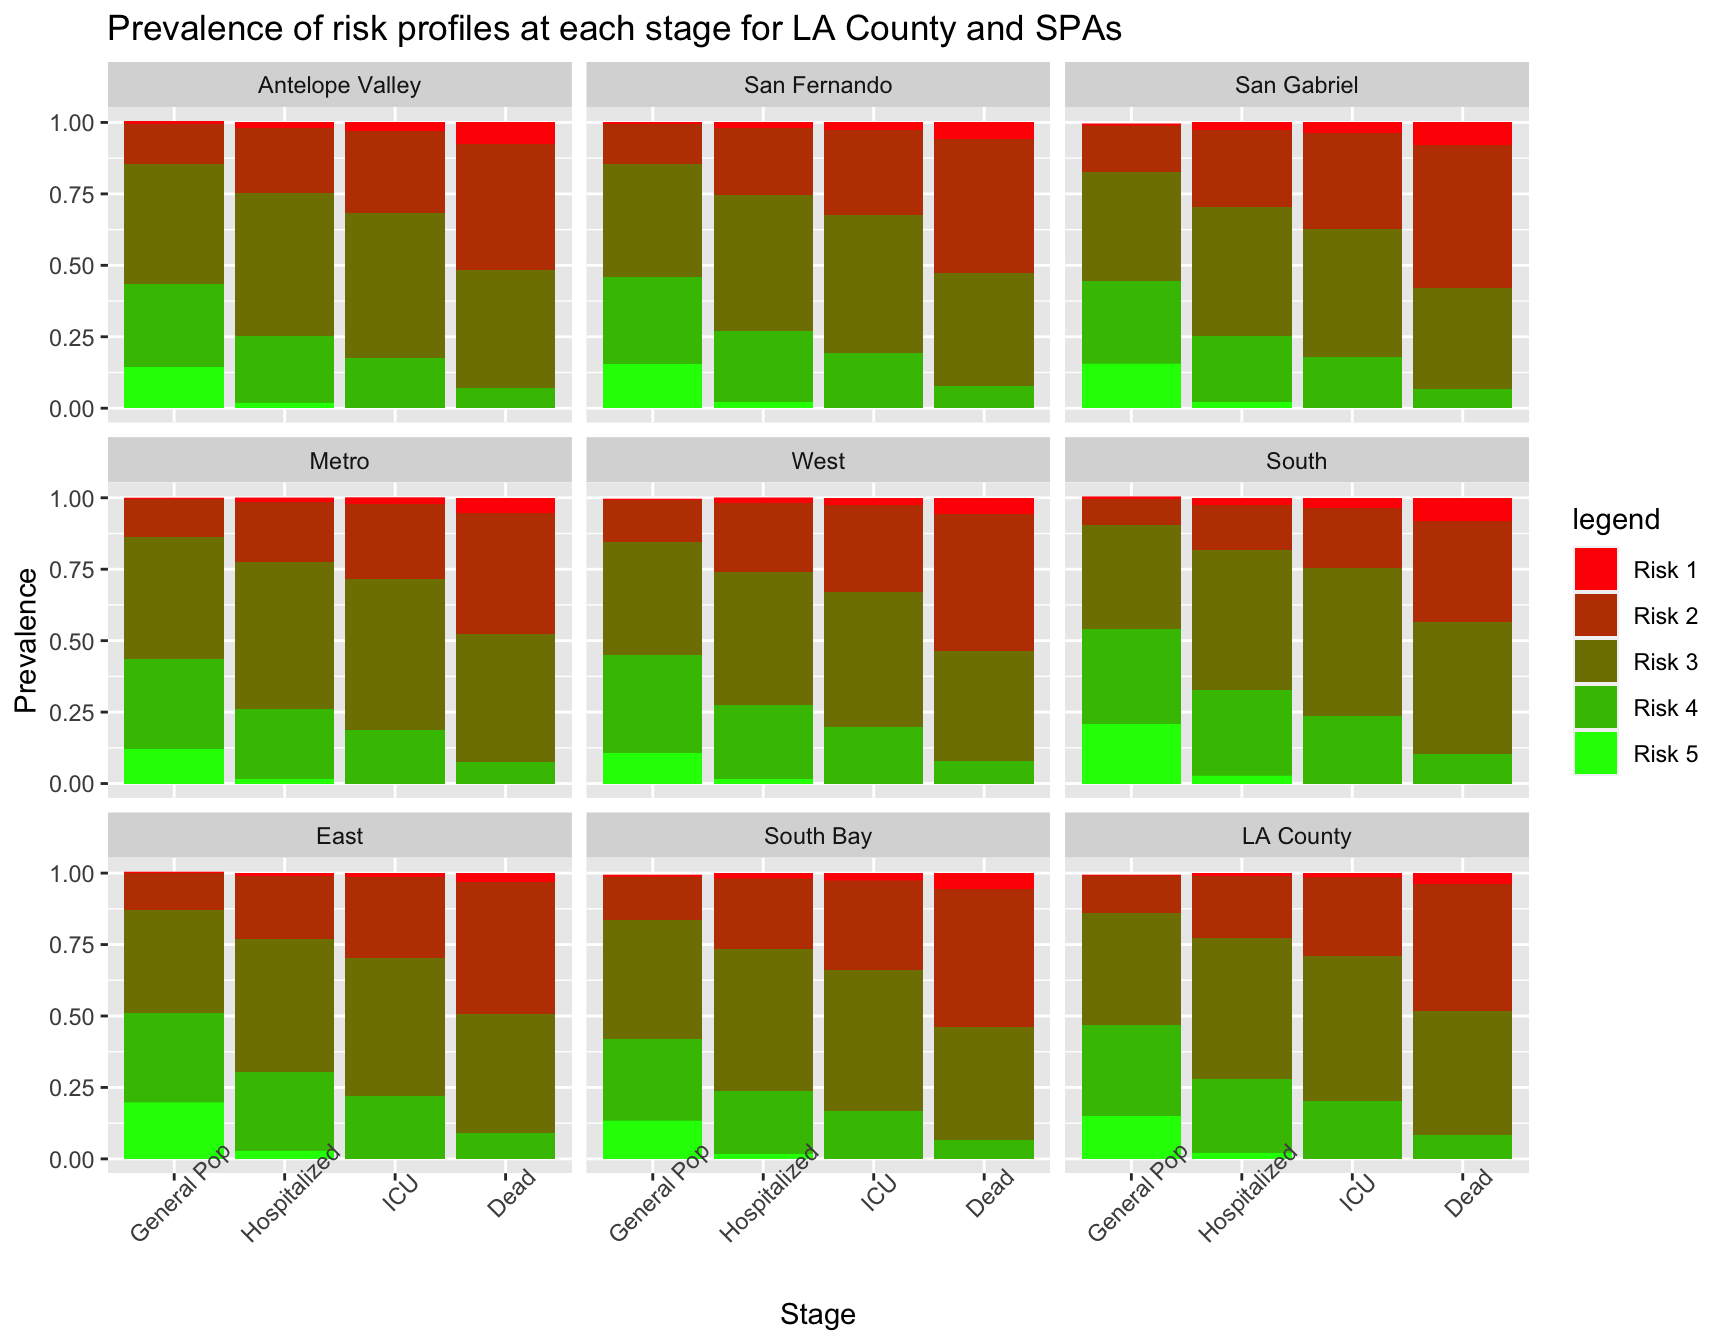 Prevalence of risk profiles at each stage for LA County and SPAs
Antelope Valley
San Fernando
San Gabriel
1.00
0.75
0.50
0.25
0.00
Metro
West
South
1.00
0.75
0.50
0.25
0.00
East
South Bay
LA County
1.00
0.75
0.50
0.25
0.00
General Pop
Hospitalized
ICU
Dead
General Pop
Hospitalized
ICU
Dead
General Pop
Hospitalized
ICU
Dead
Prevalence
Stage
legend
Risk 1
Risk 2
Risk 3
Risk 4
Risk 5